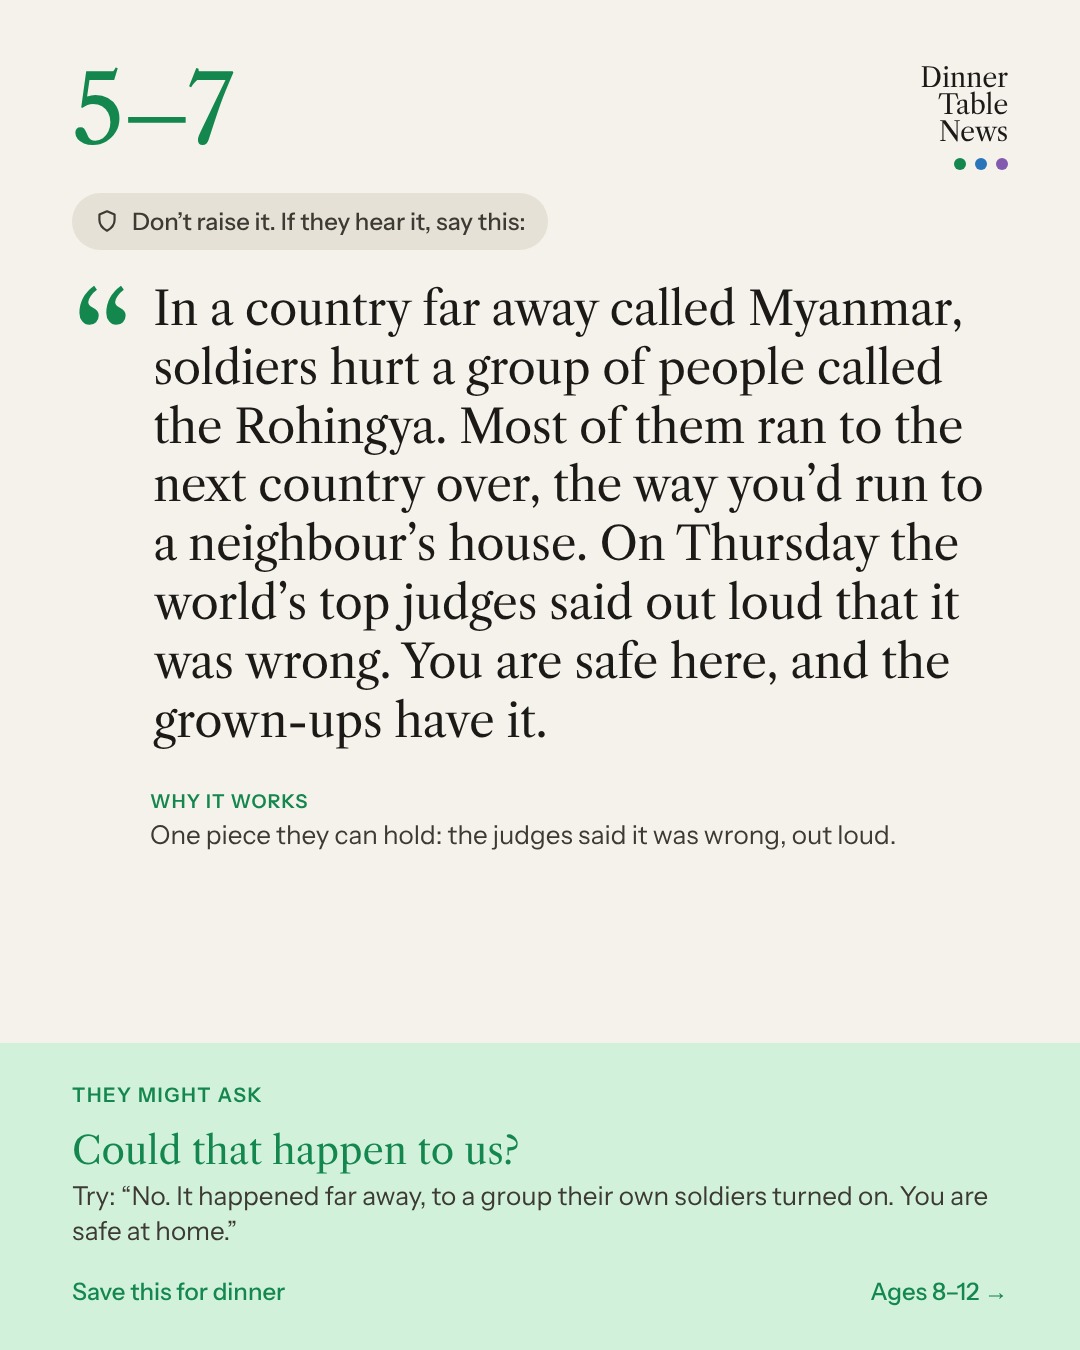 5–7
Dinner
Table
News
Don’t raise it. If they hear it, say this:
“ In a country far away called Myanmar,
soldiers hurt a group of people called
the Rohingya. Most of them ran to the
next country over, the way you’d run to
a neighbour’s house. On Thursday the
world’s top judges said out loud that it
was wrong. You are safe here, and the
grown-ups have it.
WHY IT WORKS
One piece they can hold: the judges said it was wrong, out loud.
THEY MIGHT ASK
Could that happen to us?
Try: “No. It happened far away, to a group their own soldiers turned on. You are
safe at home.”
Save this for dinner
Ages 8–12 →